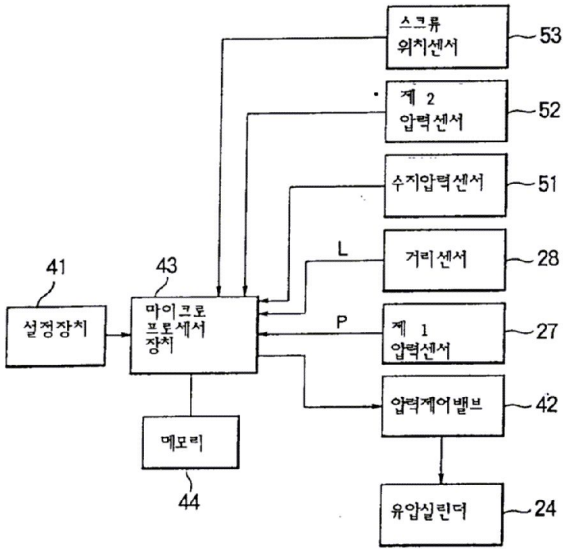 스크류
위치센서
53
제 2
압력센서
52
수지압력센서
51
L
거리센서
28
41
43
설정장치
마이크로
프로세서
장치
P
제 1
압력센서
27
압력제어밸브
42
메모리
44
유압실린더
24